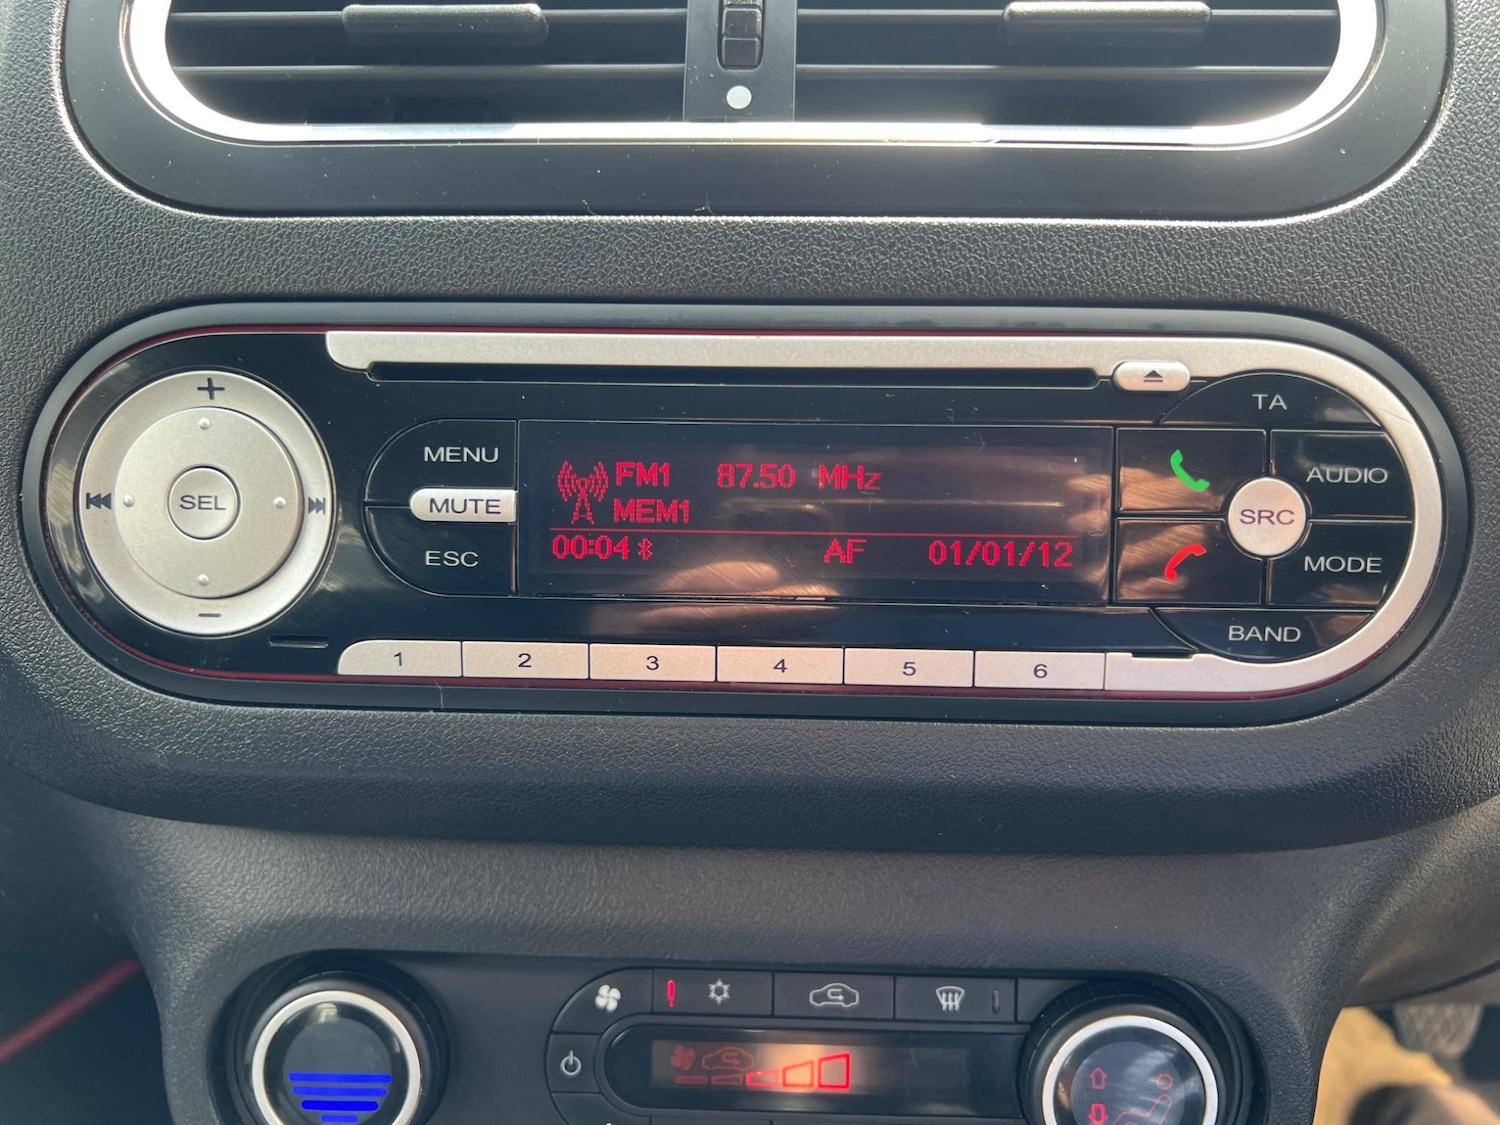 TA
MENU
MUTE
ESC
SEL
FM1 87.50 MHz
MEM1
00:04 AF 01/01/12
AUDIO
SRC
MODE
BAND
1 2 3 4 5 6